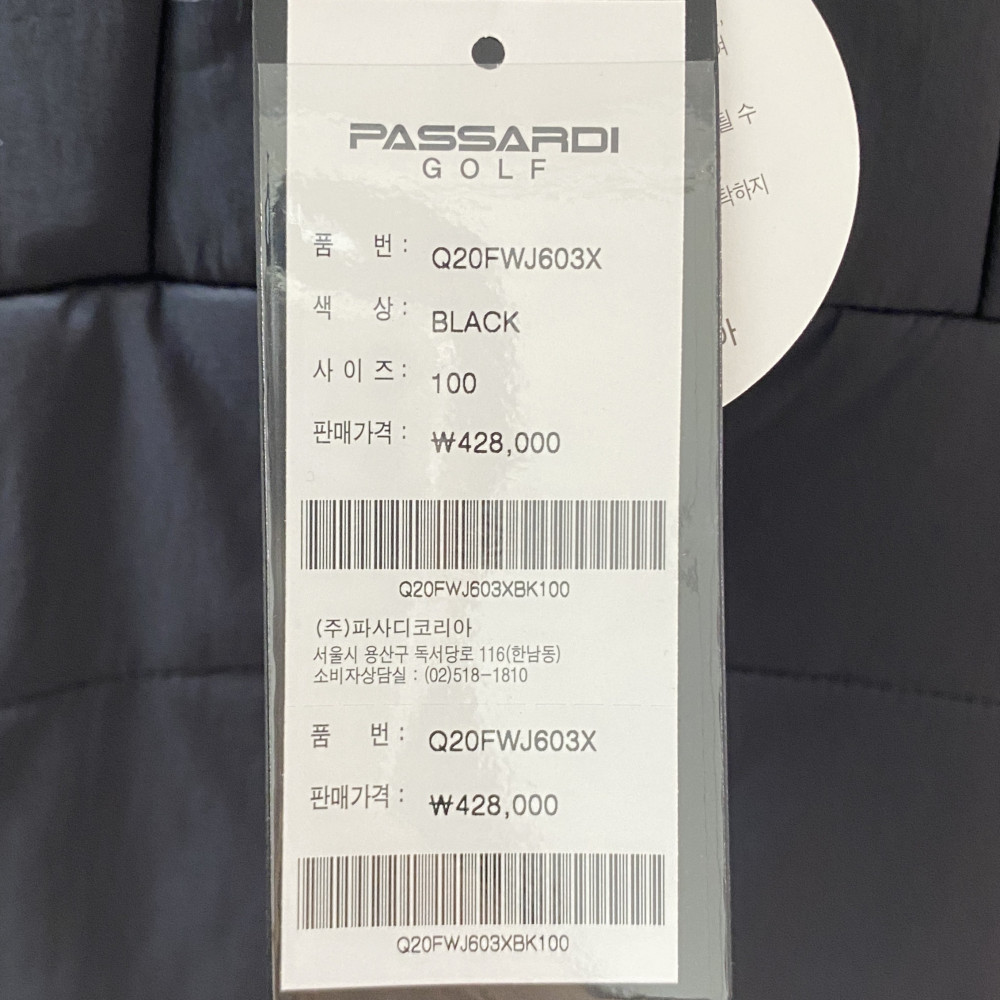 PASSARDI
GOLF
품 번 : Q20FWJ603X
색 상 : BLACK
사 이 즈 : 100
판매가격 : ₩428,000
Q20FWJ603XBK100
(주)파사디코리아
서울시 용산구 독서당로 116(한남동)
소비자상담실 : (02)518-1810
품 번 : Q20FWJ603X
판매가격 : ₩428,000
Q20FWJ603XBK100
수